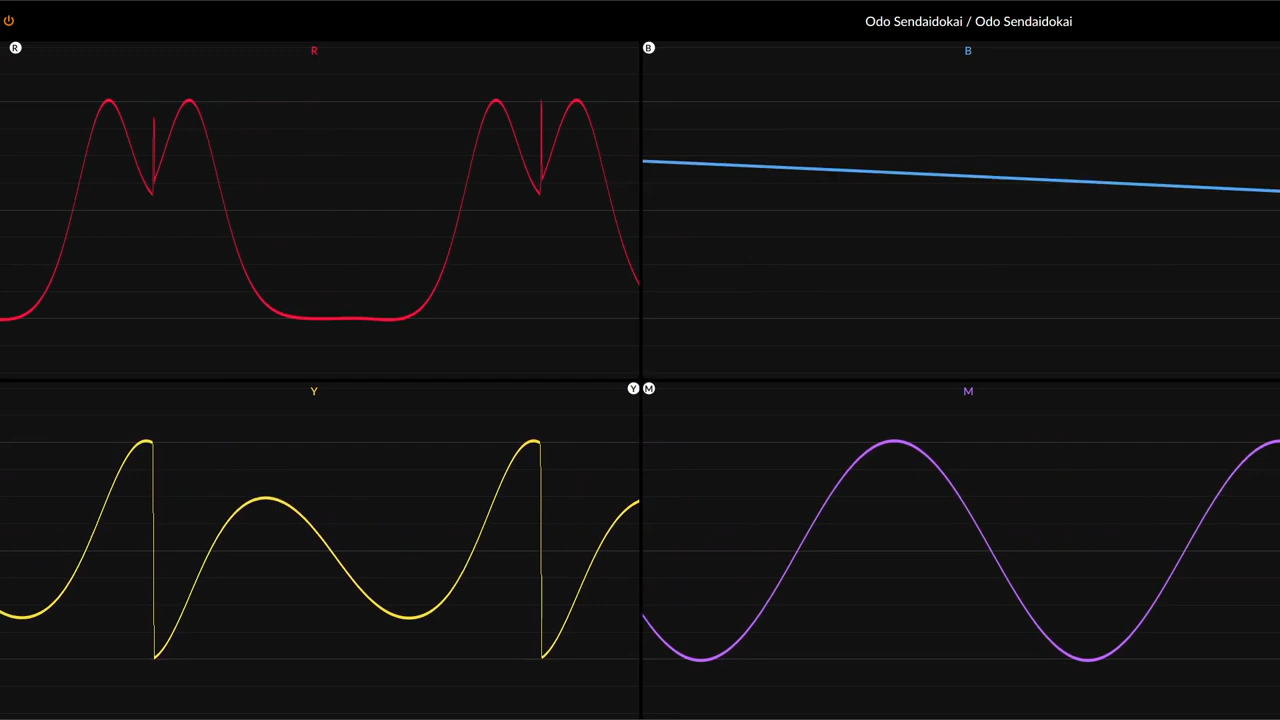 Odo Sendaidokai / Odo Sendaidokai
R R
B B
Y Y
M M